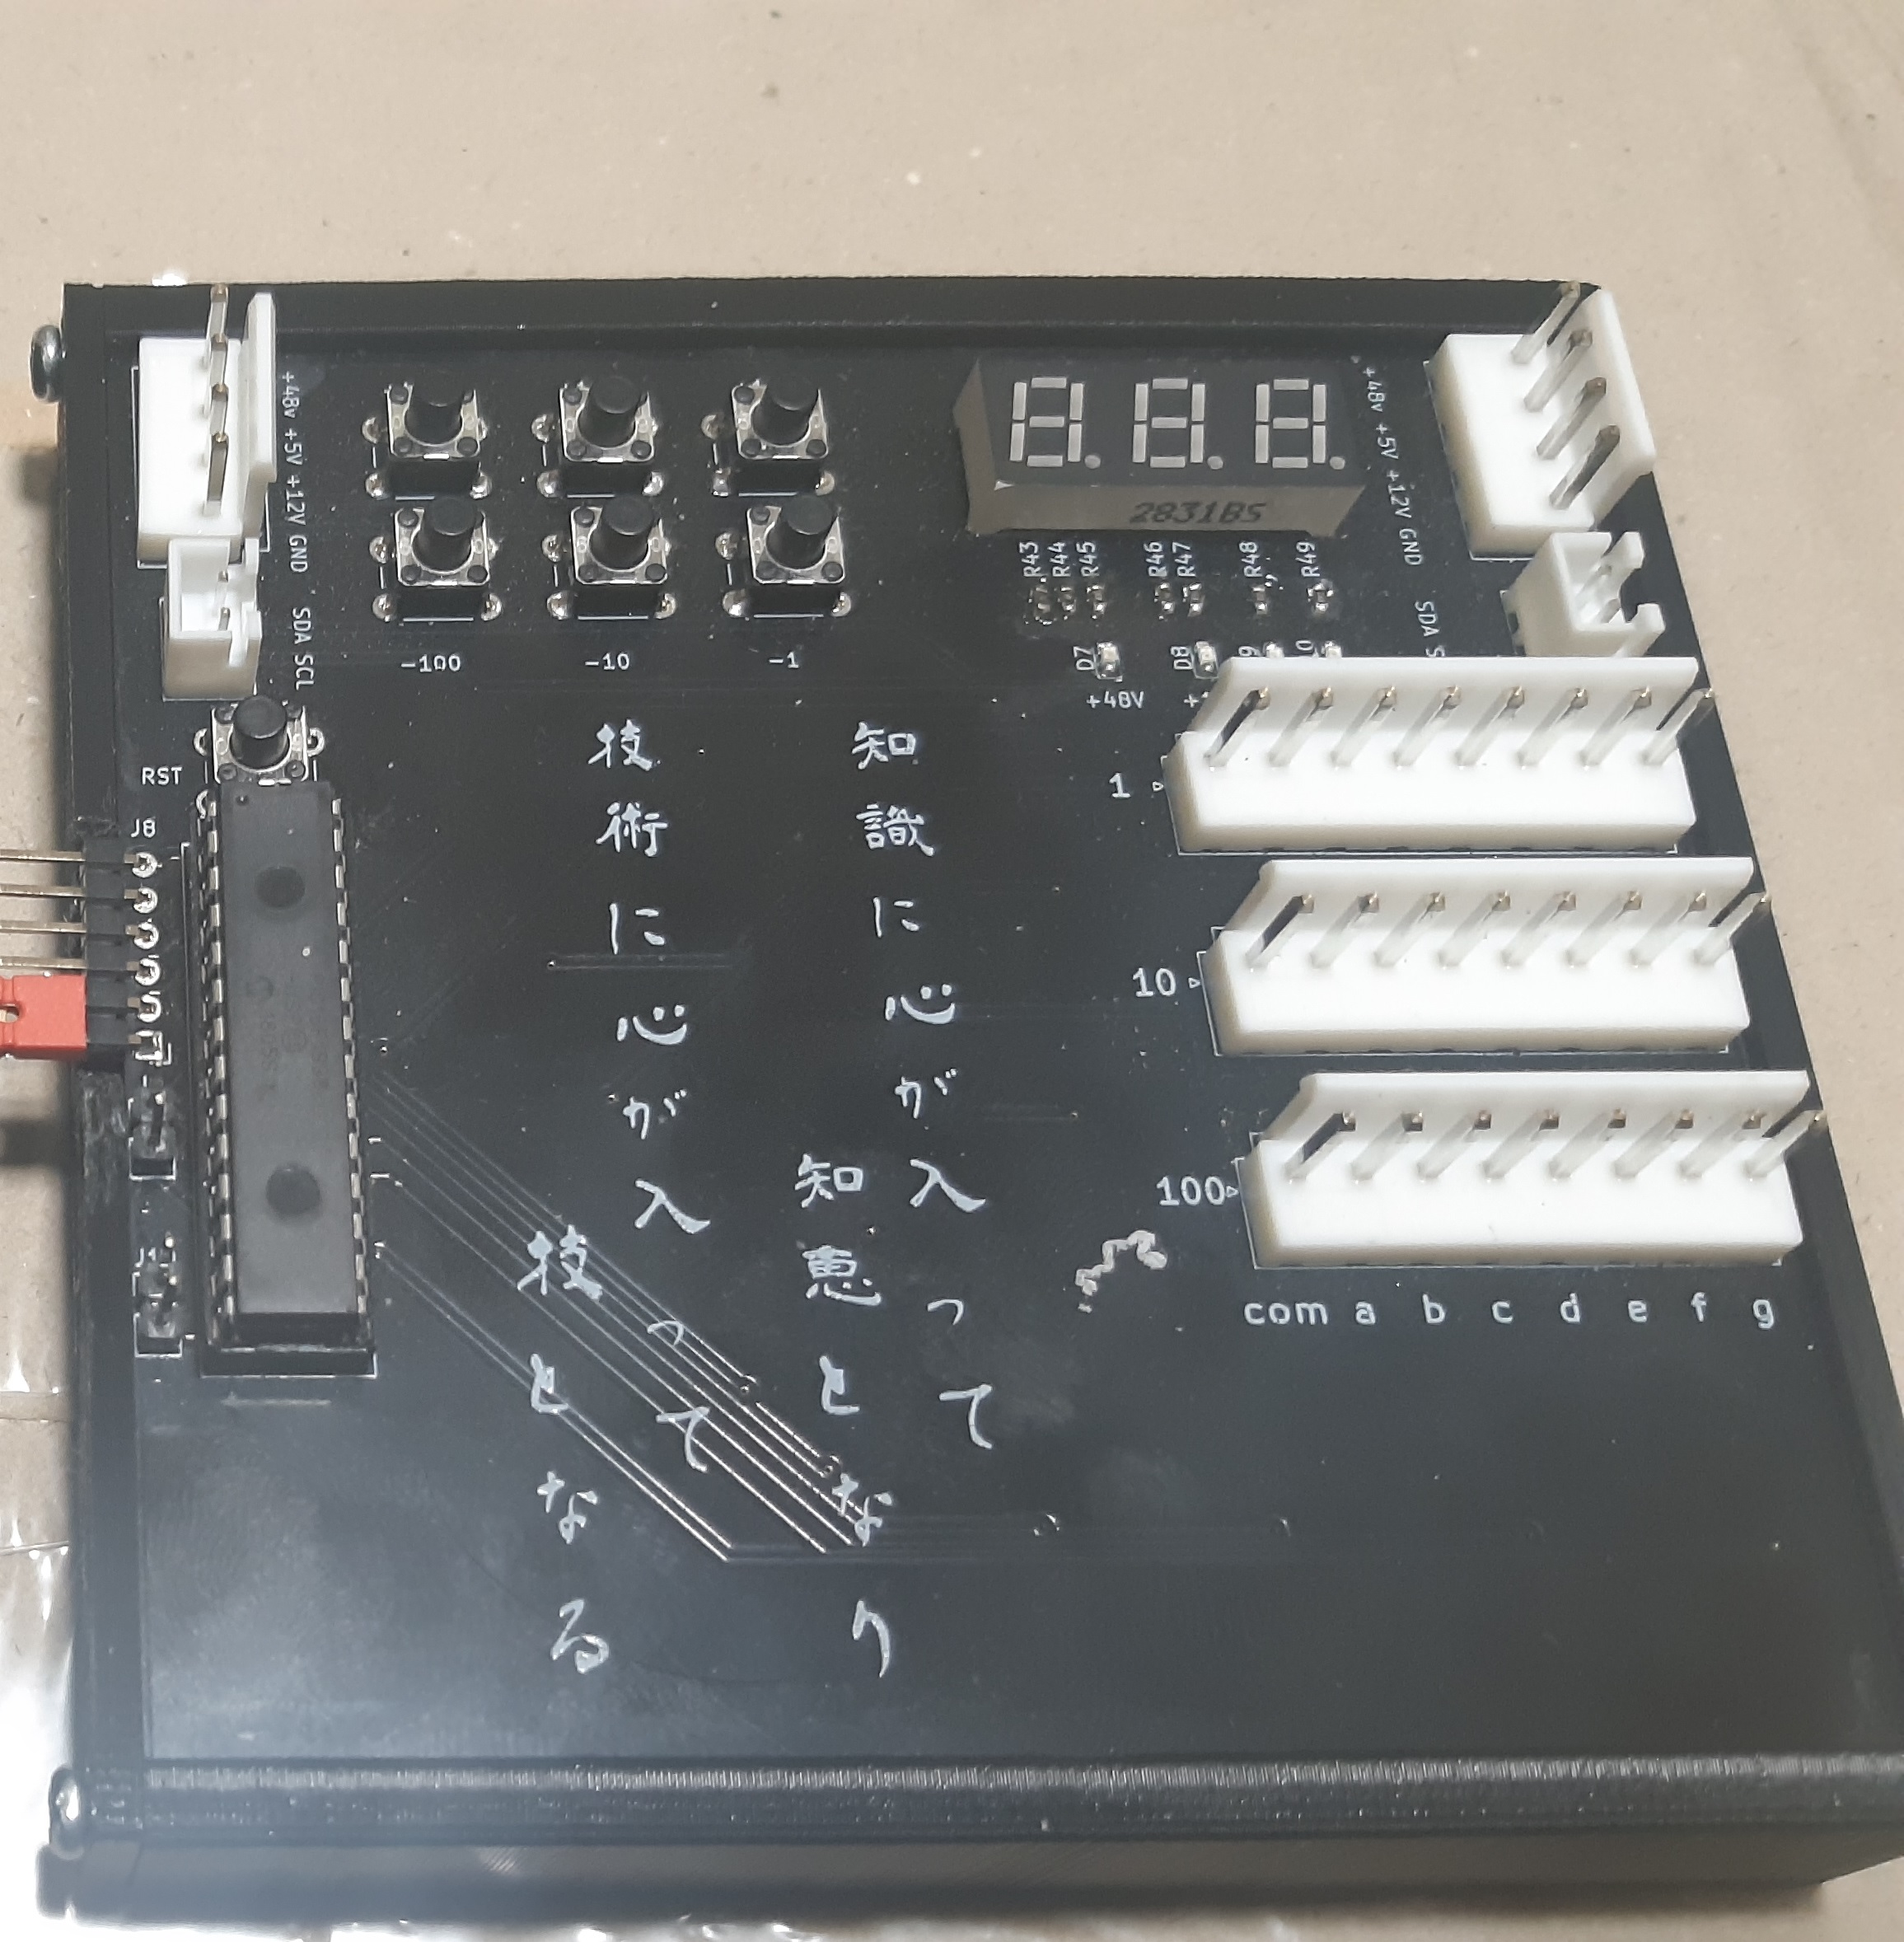 +48v +5V +12V GND
SDA SCL
-100
-10
-1
2831BS
+48v +5V +12V GND
SDA
R43
R44
R45
R46
R47
R48
R49
D7
D8
+48V
RST
J8
1
10
100
com a b c d e f g
知識に心が入って
知恵となり
技術に心が入って
技となる